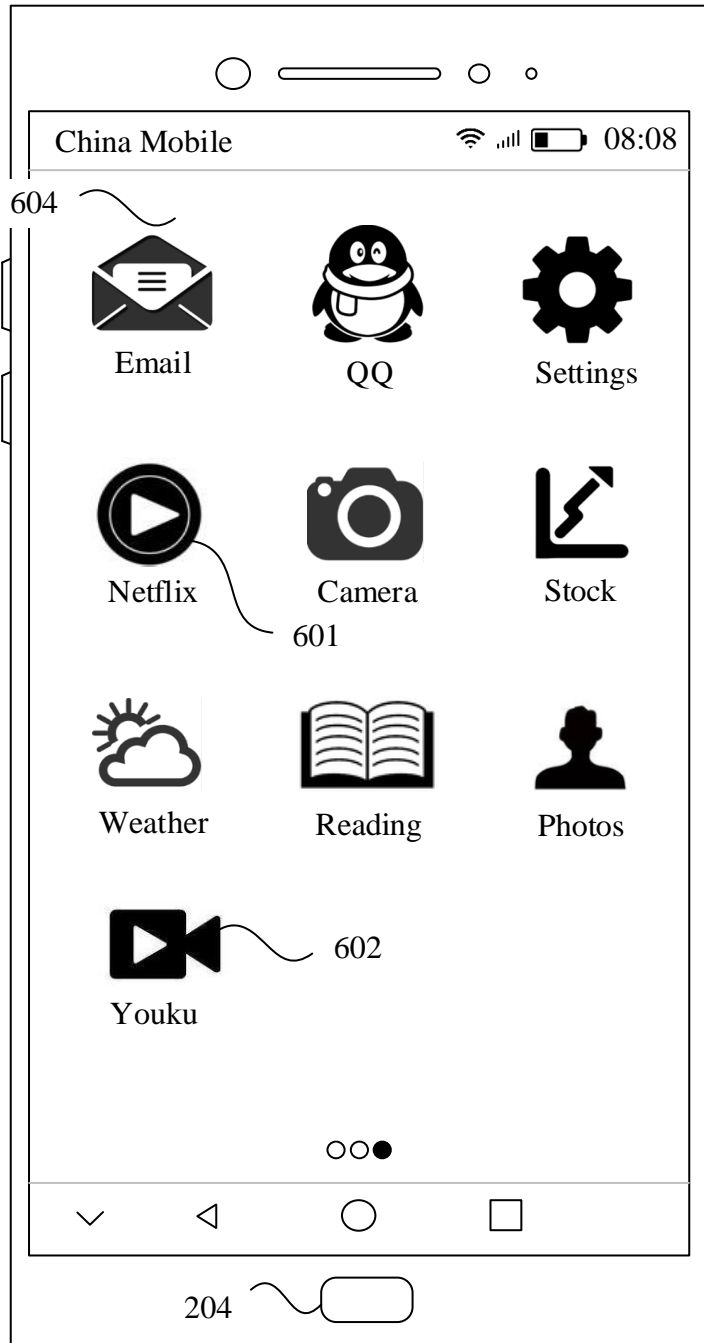 China Mobile 08:08
604
Email QQ Settings
Netflix Camera Stock
601
Weather Reading Photos
602
Youku
204